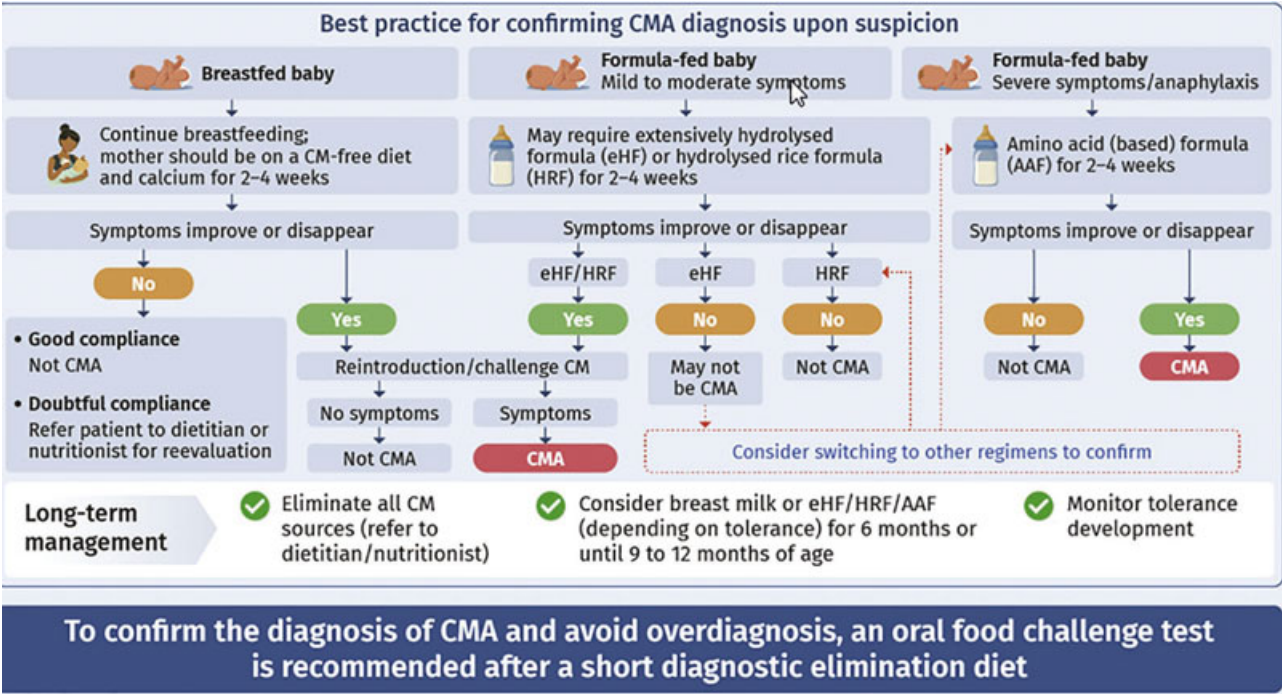 Best practice for confirming CMA diagnosis upon suspicion
Breastfed baby
Continue breastfeeding;
mother should be on a CM-free diet
and calcium for 2–4 weeks
Symptoms improve or disappear
No
• Good compliance
Not CMA
• Doubtful compliance
Refer patient to dietitian or
nutritionist for reevaluation
Yes
Formula-fed baby
Mild to moderate symptoms
May require extensively hydrolysed
formula (eHF) or hydrolysed rice formula
(HRF) for 2–4 weeks
Symptoms improve or disappear
eHF/HRF
Yes
Reintroduction/challenge CM
No symptoms
Not CMA
Symptoms
CMA
eHF
No
May not
be CMA
HRF
No
Not CMA
Consider switching to other regimens to confirm
Formula-fed baby
Severe symptoms/anaphylaxis
Amino acid (based) formula
(AAF) for 2–4 weeks
Symptoms improve or disappear
No
Not CMA
Yes
CMA
Long-term
management
Eliminate all CM
sources (refer to
dietitian/nutritionist)
Consider breast milk or eHF/HRF/AAF
(depending on tolerance) for 6 months or
until 9 to 12 months of age
Monitor tolerance
development
To confirm the diagnosis of CMA and avoid overdiagnosis, an oral food challenge test
is recommended after a short diagnostic elimination diet